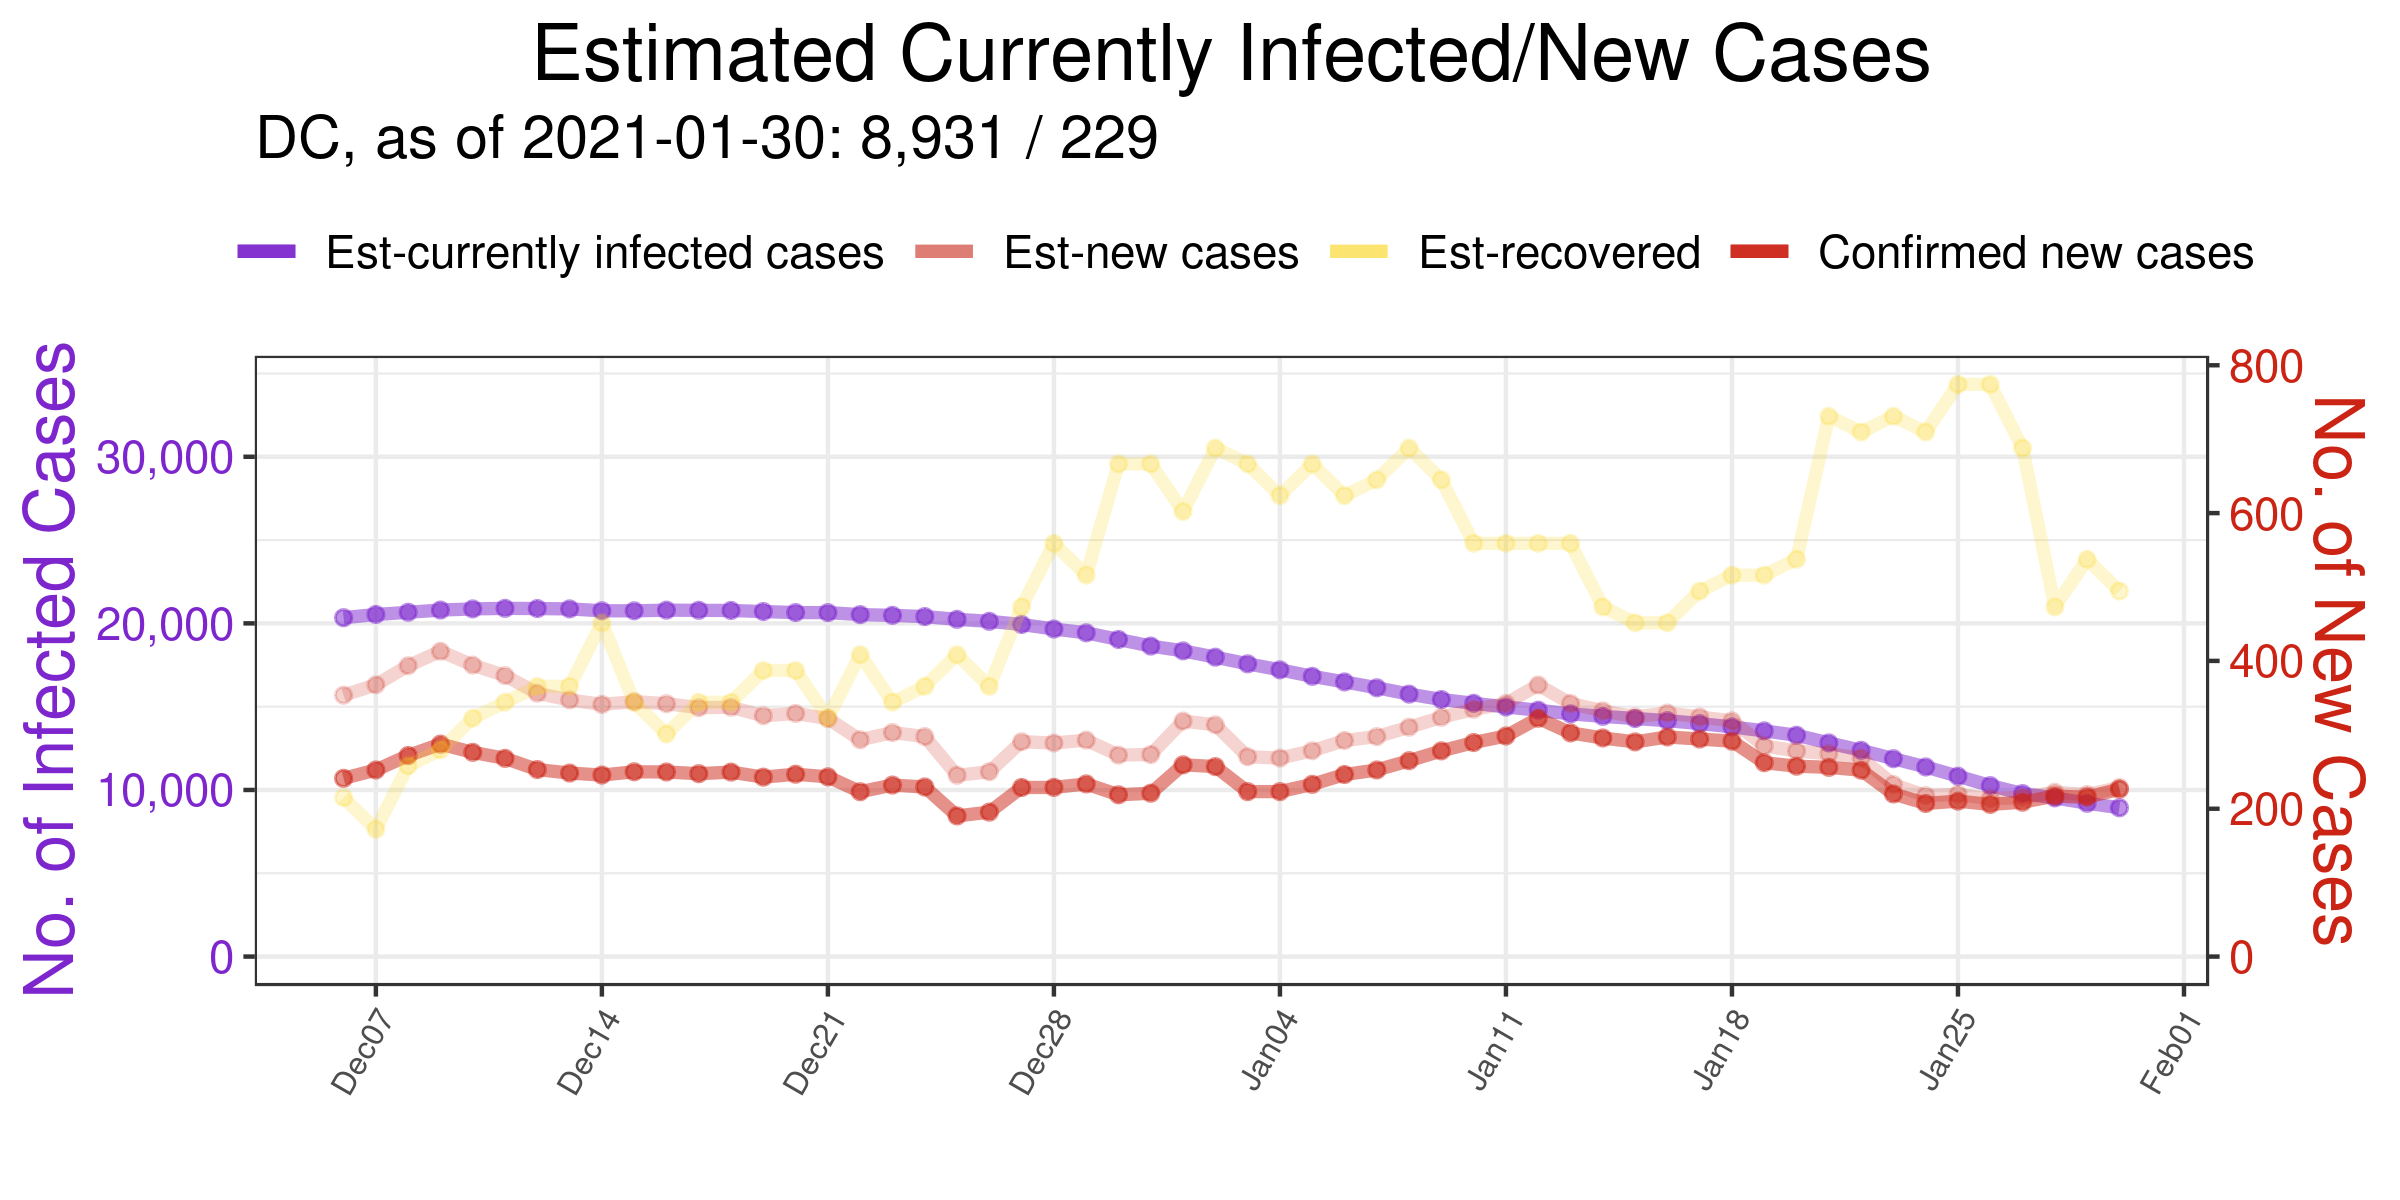 Estimated Currently Infected/New Cases
DC, as of 2021-01-30: 8,931 / 229
Est-currently infected cases Est-new cases Est-recovered Confirmed new cases
No. of Infected Cases
30,000
20,000
10,000
0
800
600
400
200
0
No. of New Cases
Dec07
Dec14
Dec21
Dec28
Jan04
Jan11
Jan18
Jan25
Feb01